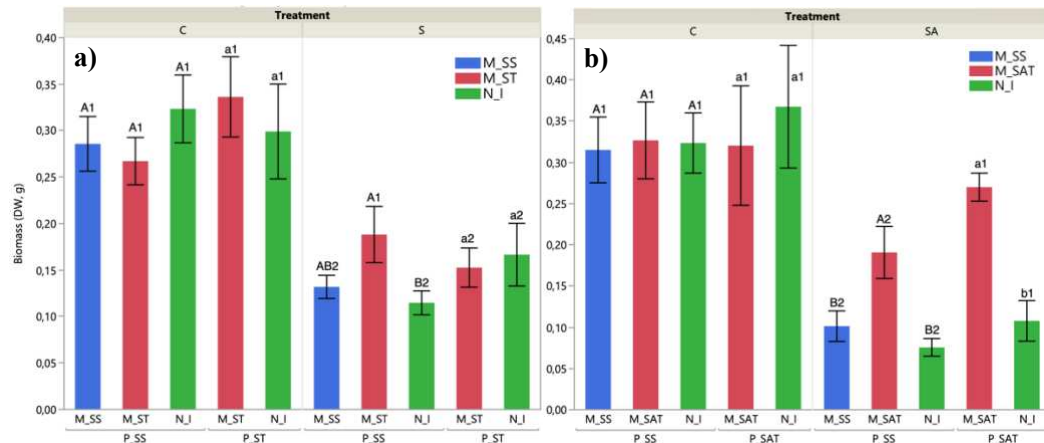 Treatment
C S
a)
M_SS
M_ST
N_I
Biomass (DW, g)
0,40
0,35
0,30
0,25
0,20
0,15
0,10
0,05
0,00
A1 A1 A1 a1 a1 AB2 A1 B2 a2 a2
M_SS M_ST N_I M_ST N_I M_SS M_ST N_I M_ST N_I
P_SS P_ST P_SS P_ST
Treatment
C SA
b)
M_SS
M_SAT
N_I
0,45
0,40
0,35
0,30
0,25
0,20
0,15
0,10
0,05
0,00
A1 A1 A1 a1 a1 B2 A2 B2 a1 b1
M_SS M_SAT N_I M_SAT N_I M_SS M_SAT N_I M_SAT N_I
P_SS P_SAT P_SS P_SAT